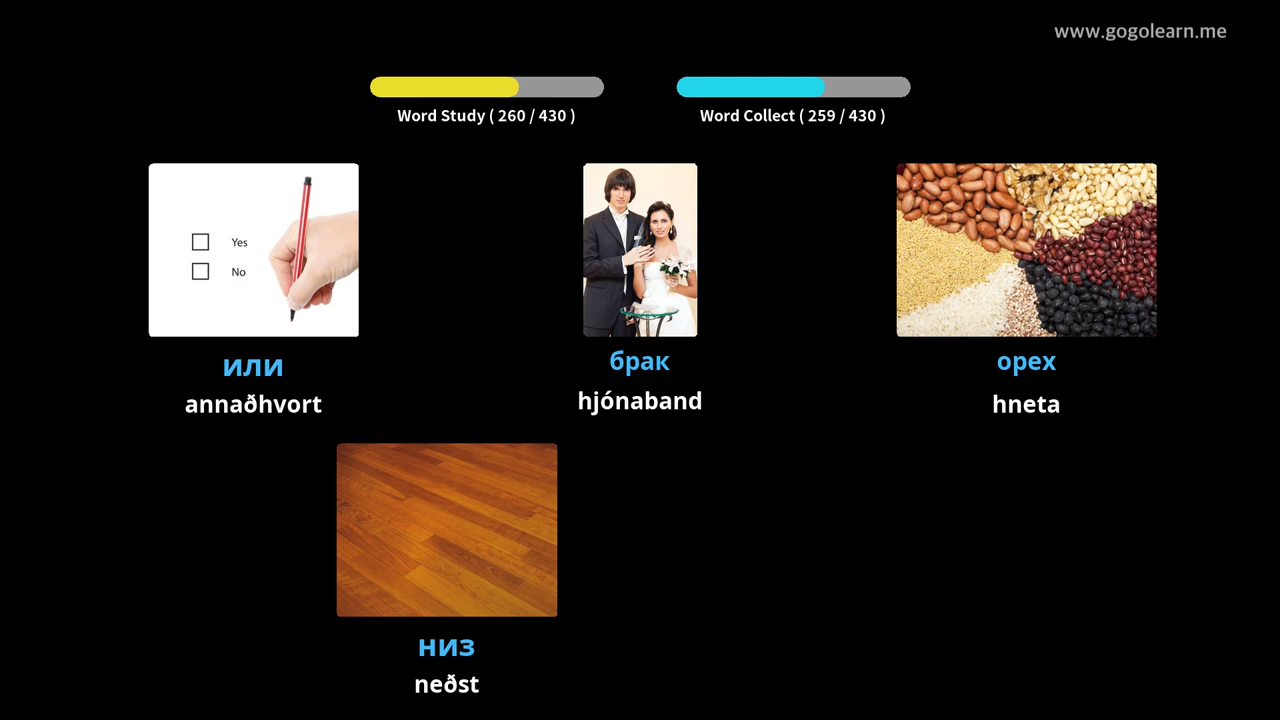 www.gogolearn.me
Word Study ( 260 / 430 )
Word Collect ( 259 / 430 )
Yes
No
или
брак
орех
annaðhvort
hjónaband
hneta
низ
neðst